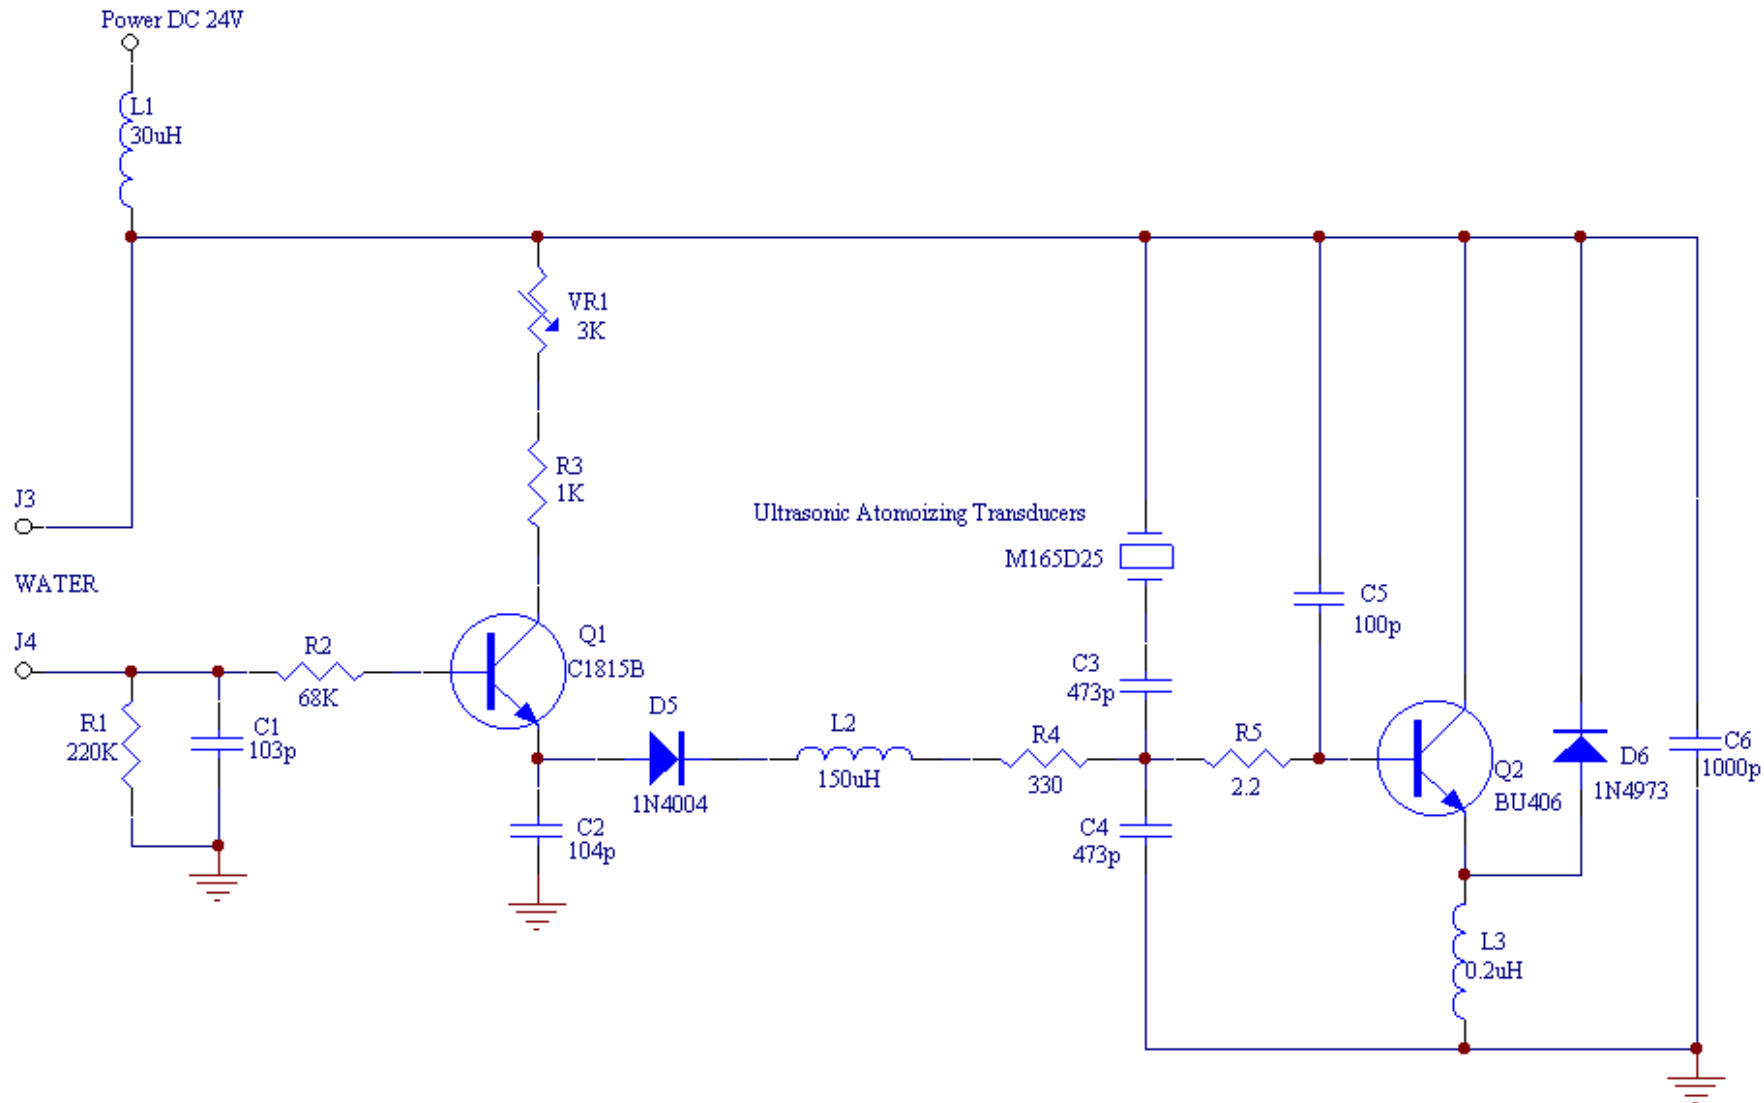 Power DC 24V
L1
30uH
VR1
3K
R3
1K
J3
Ultrasonic Atomoizing Transducers
M165D25
WATER
C5
100p
J4
R2
68K
Q1
C1815B
C3
473p
R1
220K
C1
103p
D5
1N4004
L2
150uH
R4
330
R5
2.2
Q2
BU406
D6
1N4973
C6
1000p
C2
104p
C4
473p
L3
0.2uH